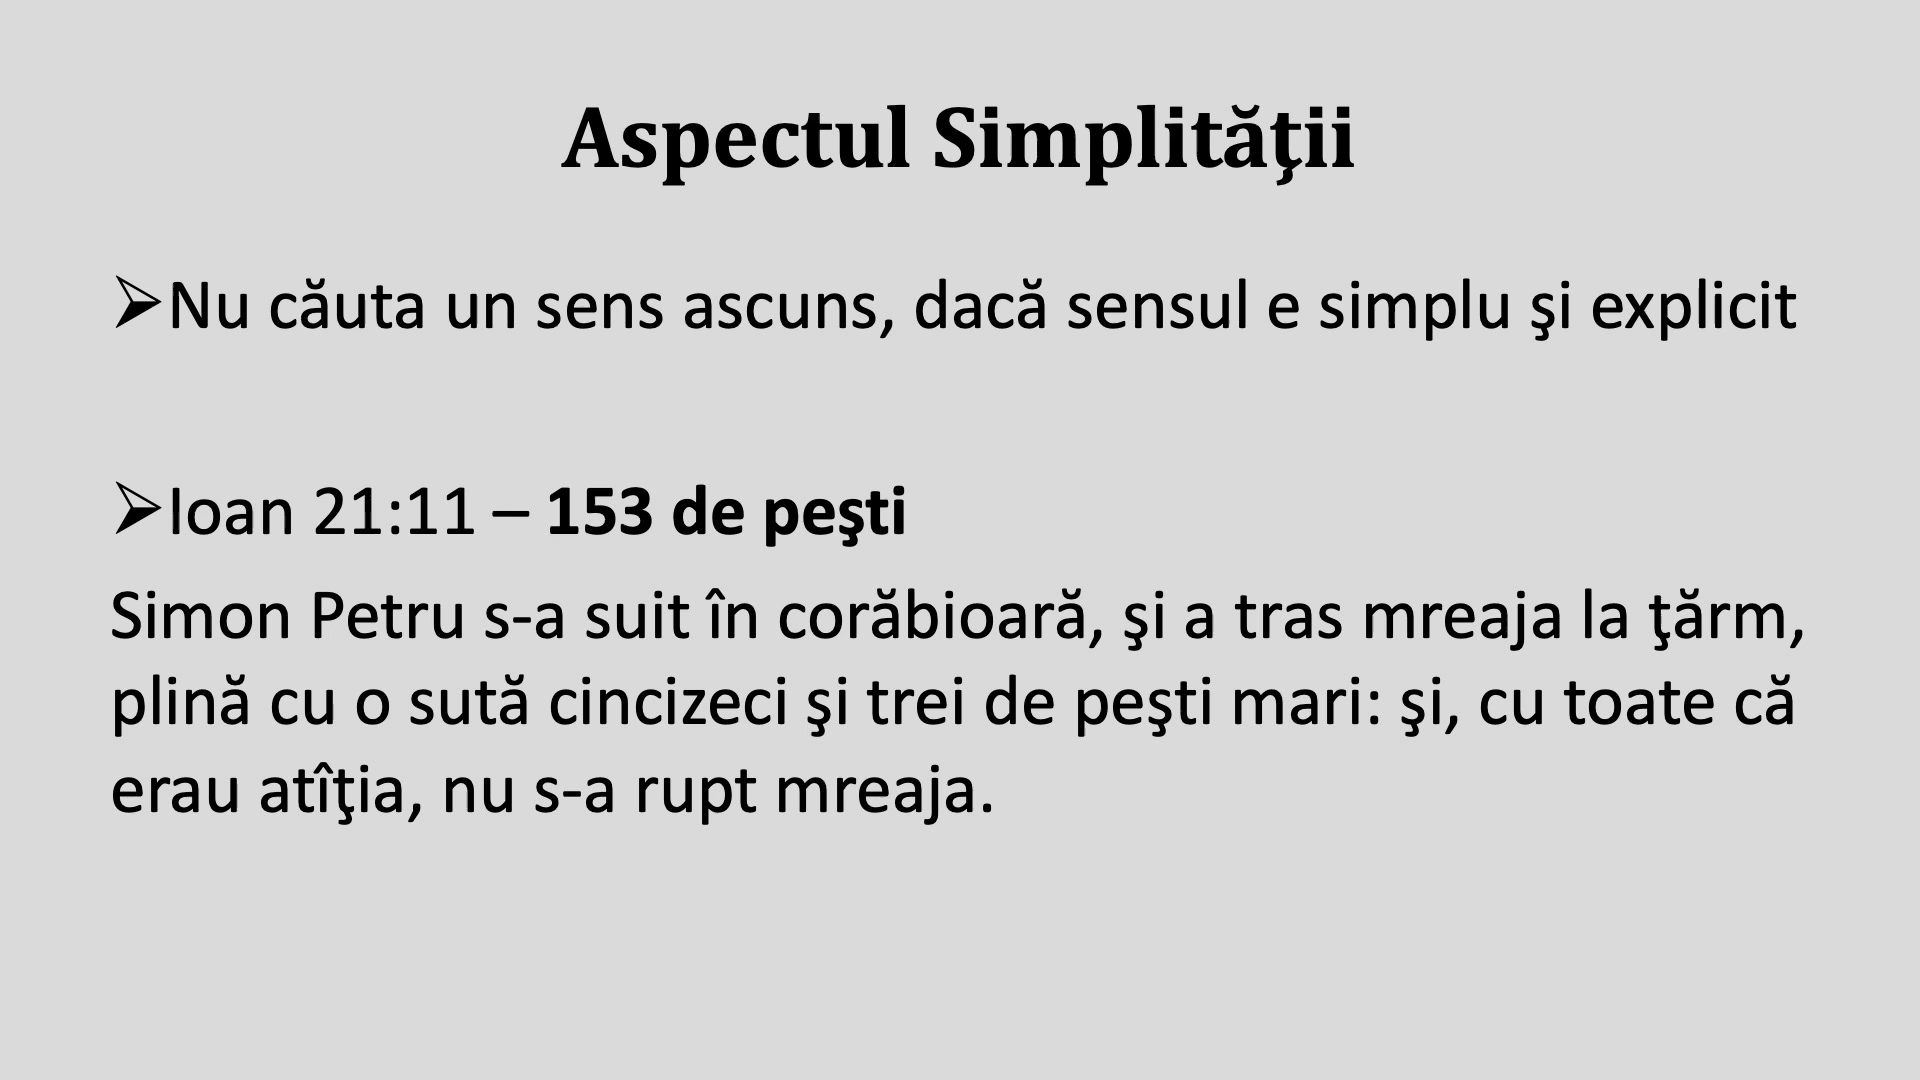 Aspectul Simplităţii
➢Nu căuta un sens ascuns, dacă sensul e simplu şi explicit
➢Ioan 21:11 – 153 de peşti
Simon Petru s-a suit în corăbioară, şi a tras mreaja la ţărm,
plină cu o sută cincizeci şi trei de peşti mari: şi, cu toate că
erau atîţia, nu s-a rupt mreaja.